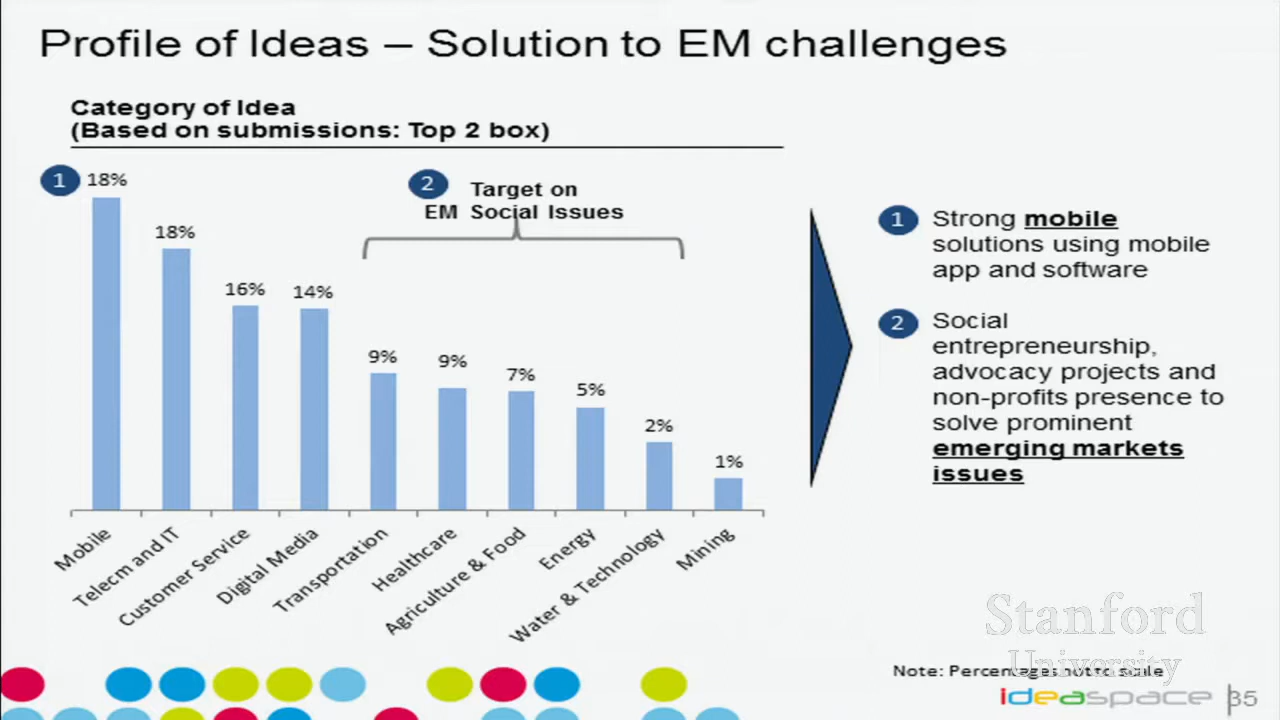 Profile of Ideas – Solution to EM challenges
Category of Idea
(Based on submissions: Top 2 box)
1 18%
18%
16%
14%
9%
9%
7%
5%
2%
1%
2 Target on
EM Social Issues
Mobile
Telecm and IT
Customer Service
Digital Media
Transportation
Healthcare
Agriculture & Food
Energy
Water & Technology
Mining
1 Strong mobile
solutions using mobile
app and software
2 Social
entrepreneurship,
advocacy projects and
non-profits presence to
solve prominent
emerging markets
issues
Stanford
University
Note: Percentages not to scale
ideaspace 35